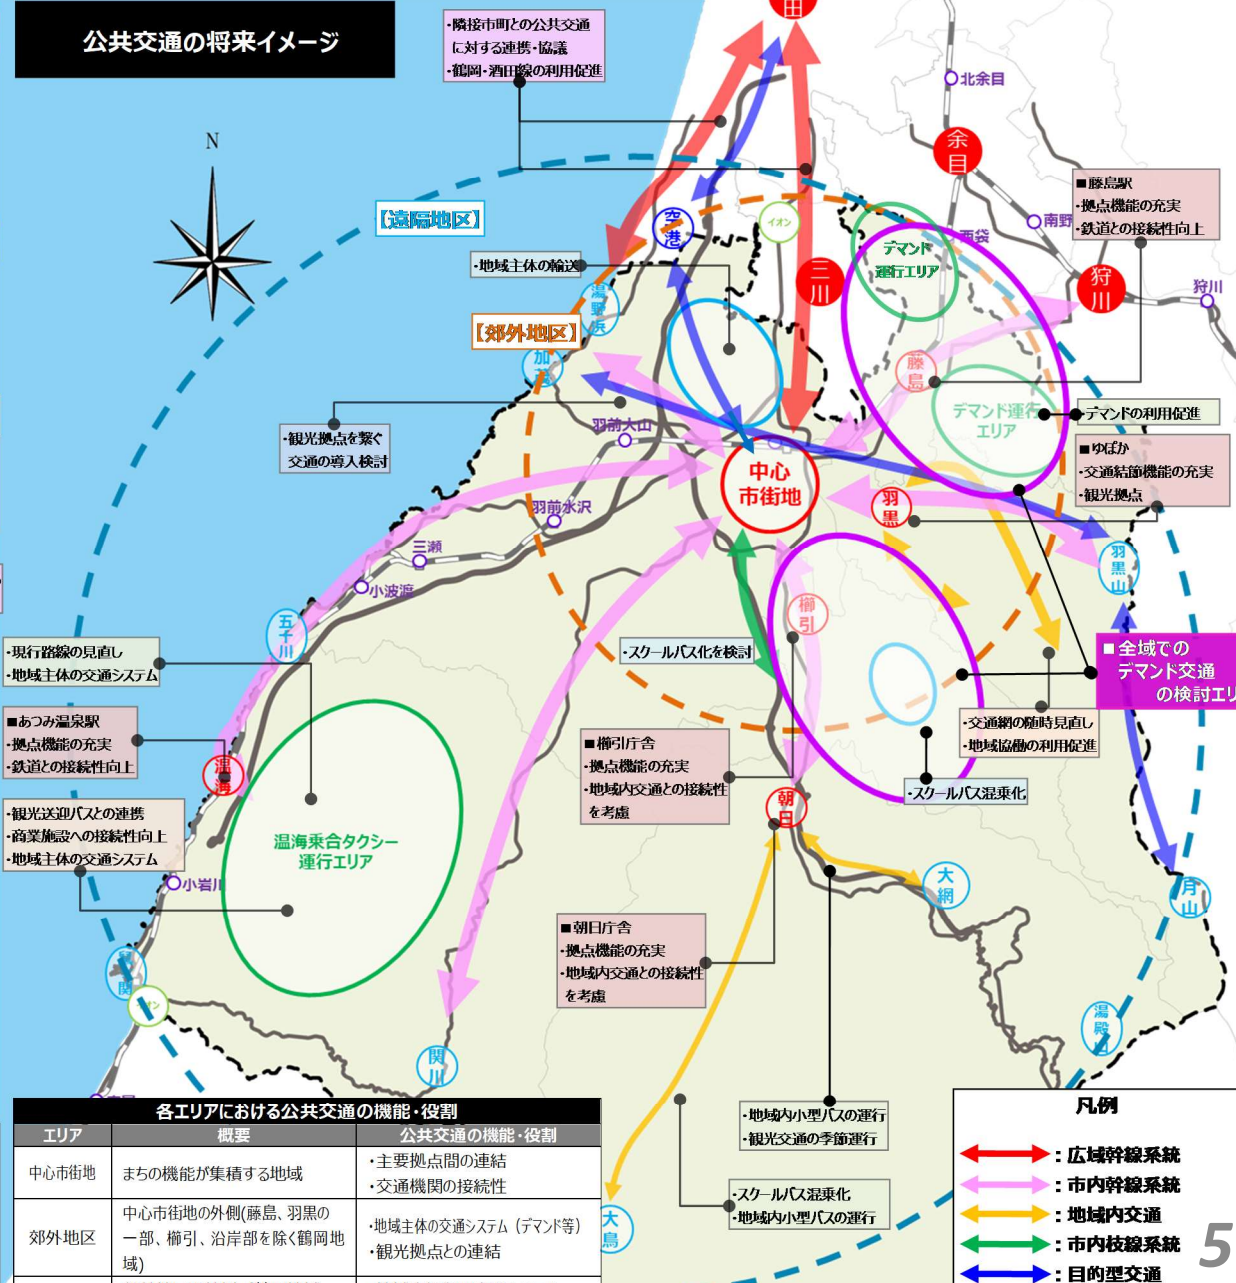 公共交通の将来イメージ
・隣接市町との公共交通
に対する連携・協議
・鶴岡・酒田線の利用促進
田
北余目
余目
N
■藤島駅
・拠点機能の充実
・鉄道との接続性向上
【遠隔地区】
空港
イオン
南野
西袋
デマンド
運行エリア
・地域主体の輸送
三川
狩川
狩川
湯野浜
【郊外地区】
加茂
藤島
デマンド運行
エリア
・デマンドの利用促進
・観光拠点を繋ぐ
交通の導入検討
羽前大山
■ゆぽか
・交通結節機能の充実
・観光拠点
中心
市街地
羽黒
羽前水沢
三瀬
小波渡
羽黒山
五十川
櫛引
・現行路線の見直し
・地域主体の交通システム
・スクールバス化を検討
■全域での
デマンド交通
の検討エリ
■あつみ温泉駅
・拠点機能の充実
・鉄道との接続性向上
・交通網の随時見直し
・地域協働の利用促進
■櫛引庁舎
・拠点機能の充実
・地域内交通との接続性
を考慮
温海
・スクールバス混乗化
朝日
・観光送迎バスとの連携
・商業施設への接続性向上
・地域主体の交通システム
温海乗合タクシー
運行エリア
小岩川
大網
月山
■朝日庁舎
・拠点機能の充実
・地域内交通との接続性
を考慮
鼠ヶ関
イオン
湯殿山
関川
・地域内小型バスの運行
・観光交通の季節運行
・スクールバス混乗化
・地域内小型バスの運行
大鳥
各エリアにおける公共交通の機能・役割
エリア 概要 公共交通の機能・役割
中心市街地 まちの機能が集積する地域 ・主要拠点間の連結
・交通機関の接続性
郊外地区 中心市街地の外側(藤島、羽黒の一部、櫛引、沿岸部を除く鶴岡地域) ・地域主体の交通システム（デマンド等）
・観光拠点との連結
凡例
：広域幹線系統
：市内幹線系統
：地域内交通
：市内枝線系統
：目的型交通
5